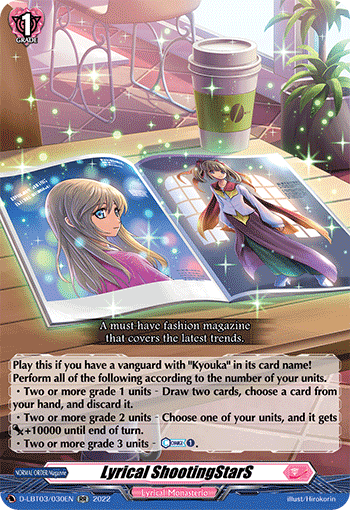 1
GRADE
A must-have fashion magazine
that covers the latest trends.
Play this if you have a vanguard with "Kyouka" in its card name!
Perform all of the following according to the number of your units.
・Two or more grade 1 units - Draw two cards, choose a card from
your hand, and discard it.
・Two or more grade 2 units - Choose one of your units, and it gets
+10000 until end of turn.
・Two or more grade 3 units - 1.
NORMAL ORDER/Magazine
Lyrical ShootingStarS
Lyrical Monasterio
D-LBT03/030EN RR 2022
illust/Hirokorin